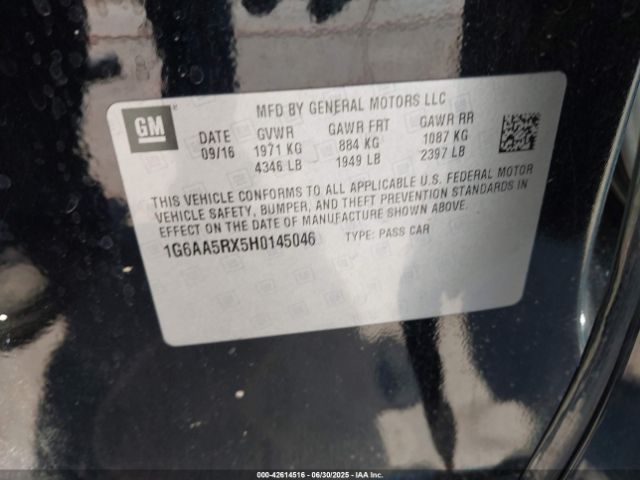 GM
MFD BY GENERAL MOTORS LLC
DATE GVWR GAWR FRT GAWR RR
09/16 1971 KG 884 KG 1087 KG
4346 LB 1949 LB 2397 LB
THIS VEHICLE CONFORMS TO ALL APPLICABLE U.S. FEDERAL MOTOR
VEHICLE SAFETY, BUMPER, AND THEFT PREVENTION STANDARDS IN
EFFECT ON THE DATE OF MANUFACTURE SHOWN ABOVE.
1G6AA5RX5H0145046 TYPE: PASS CAR
000-42614516 - 06/30/2025 - IAAI.COM